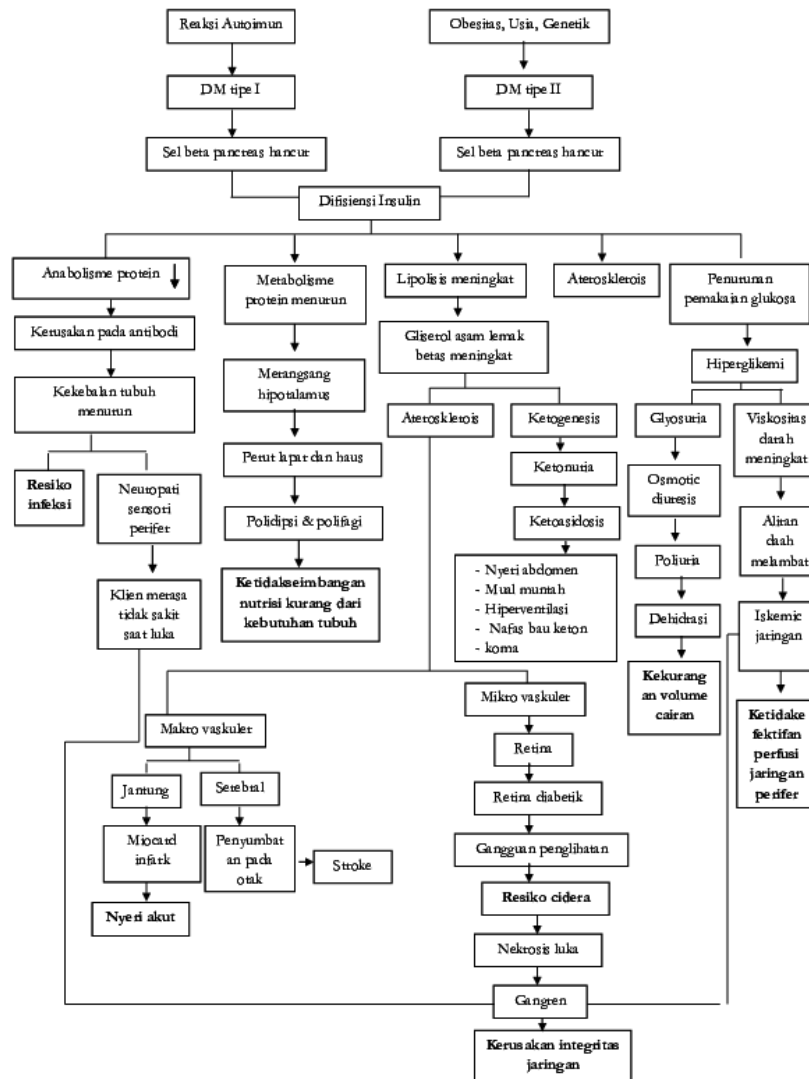 Reaksi Autoimun
Obesitas, Usia, Genetik
DM tipe I
DM tipe II
Sel beta pancreas hancur
Sel beta pancreas hancur
Difisiensi Insulin
Anabolisme protein
Metabolisme
protein menurun
Lipolisis meningkat
Aterosklerois
Penurunan
pemakaian glukosa
Kerusakan pada antibodi
Gliserol asam lemak
bebas meningkat
Merangsang
hipotalamus
Hiperglikemi
Kekebalan tubuh
menurun
Aterosklerois
Ketogenesis
Glyosuria
Viskositas
darah
meningkat
Resiko
infeksi
Neuropati
sensori
perifer
Perut lapar dan haus
Ketonuria
Osmotic
diuresis
Polidipsi & polifagi
Ketoasidosis
Aliran
daah
melambat
Poliuria
Klien merasa
tidak sakit
saat luka
Ketidakseimbangan
nutrisi kurang dari
kebutuhan tubuh
- Nyeri abdomen
- Mual muntah
- Hiperventilasi
- Nafas bau keton
- koma
Dehidrasi
Iskemic
jaringan
Kekurang
an volume
cairan
Ketidake
fektifan
perfusi
jaringan
perifer
Makro vaskuler
Mikro vaskuler
Retina
Jantung
Serebral
Retina diabetik
Miocard
infark
Penyumbat
an pada
otak
Stroke
Gangguan penglihatan
Nyeri akut
Resiko cidera
Nekrosis luka
Gangren
Kerusakan integritas
jaringan